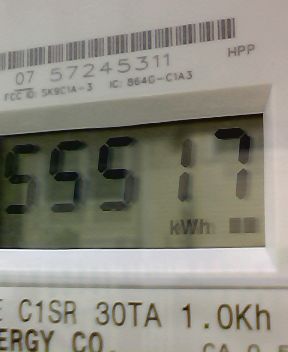 07 57245311 HPP
FCC ID: SK9C1A-3 IC: 864G-C1A3
55517
kWh
C1SR 30TA 1.0Kh
ERGY CO.